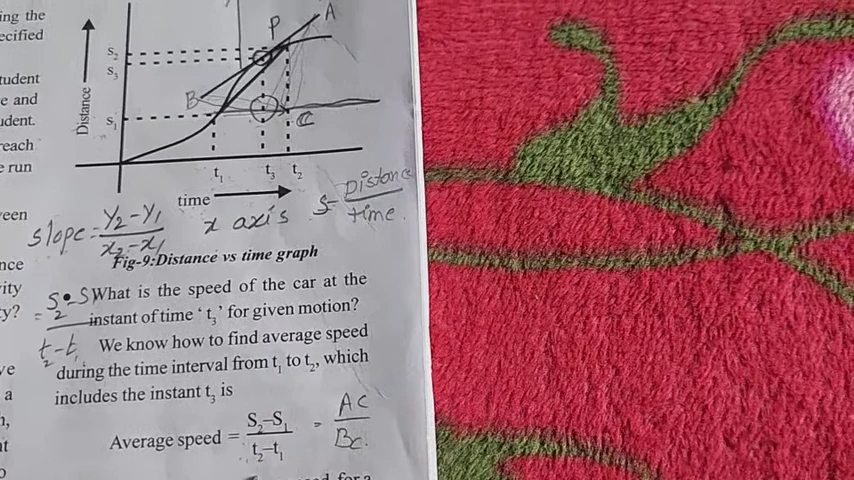 ing the
ecified
tudent
e and
udent.
reach
e run
veen
nce
ity
y?
ve
a
h,
nt
P A
S2
S3
Distance
B
S1
C
t1 t3 t2
time
x axis
S= Distance
time.
slope = y2-y1
x2-x1
Fig-9:Distance vs time graph
= S2-S
t2-t1
What is the speed of the car at the
instant of time ‘ t3’ for given motion?
We know how to find average speed
during the time interval from t1 to t2, which
includes the instant t3 is
Average speed = S2–S1
t2–t1
= AC
BC.
for a